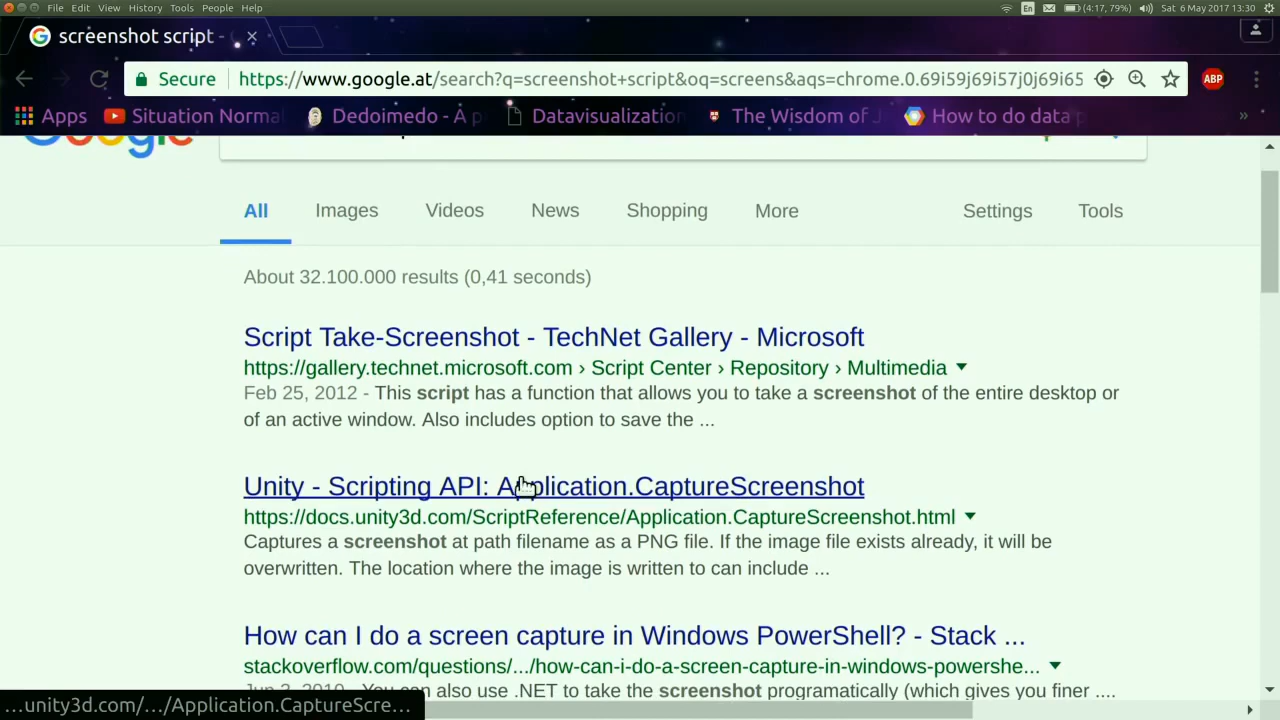 File Edit View History Tools People Help
En (4:17, 79%) Sat, 6 May 2017 13:30
screenshot script -
Secure https://www.google.at/search?q=screenshot+script&oq=screens&aqs=chrome.0.69i59j69i57j0j69i65 ABP
Apps Situation Normal Dedoimedo - A p Datavisualization The Wisdom of J How to do data p »
Google
All Images Videos News Shopping More Settings Tools
About 32.100.000 results (0,41 seconds)
Script Take-Screenshot - TechNet Gallery - Microsoft
https://gallery.technet.microsoft.com › Script Center › Repository › Multimedia
Feb 25, 2012 - This script has a function that allows you to take a screenshot of the entire desktop or
of an active window. Also includes option to save the ...
Unity - Scripting API: Application.CaptureScreenshot
https://docs.unity3d.com/ScriptReference/Application.CaptureScreenshot.html
Captures a screenshot at path filename as a PNG file. If the image file exists already, it will be
overwritten. The location where the image is written to can include ...
How can I do a screen capture in Windows PowerShell? - Stack ...
stackoverflow.com/questions/.../how-can-i-do-a-screen-capture-in-windows-powershe...
Jun 3, 2010 - You can also use .NET to take the screenshot programatically (which gives you finer ....
...unity3d.com/.../Application.CaptureScre...